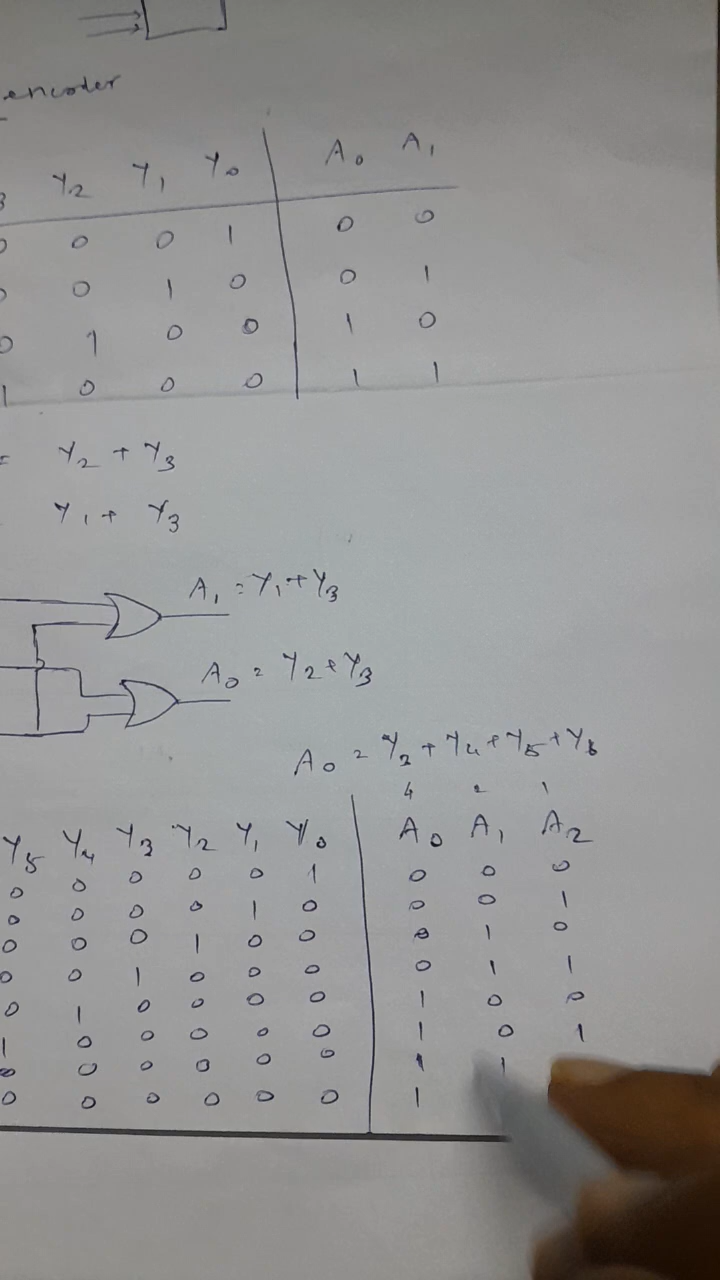 encoder
3 Y2 Y1 Y0 A0 A1
0 0 0 1 0 0
0 0 1 0 0 1
0 1 0 0 1 0
1 0 0 0 1 1
= Y2 + Y3
Y1 + Y3
A1 = Y1+Y3
A0 = Y2+Y3
A0 = Y3+Y4+Y5+Y6
4 2 1
Y5 Y4 Y3 Y2 Y1 Y0 A0 A1 A2
0 0 0 0 0 1 0 0 0
0 0 0 0 1 0 0 0 1
0 0 0 1 0 0 0 1 0
0 0 1 0 0 0 0 1 1
0 1 0 0 0 0 1 0 0
1 0 0 0 0 0 1 0 1
0 0 0 0 0 0 1 1
0 0 0 0 0 0 1